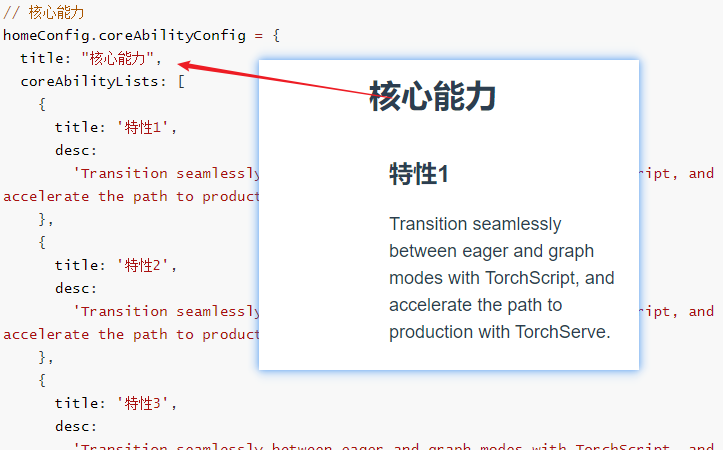 // 核心能力
homeConfig.coreAbilityConfig = {
title: "核心能力",
coreAbilityLists: [
{
title: '特性1',
desc:
'Transition seamlessly ript, and
accelerate the path to product
},
{
title: '特性2',
desc:
'Transition seamlessly ript, and
accelerate the path to product
},
{
title: '特性3',
desc:
'Transition seamlessly between eager and graph modes with TorchScript, and
核心能力
特性1
Transition seamlessly
between eager and graph
modes with TorchScript, and
accelerate the path to
production with TorchServe.